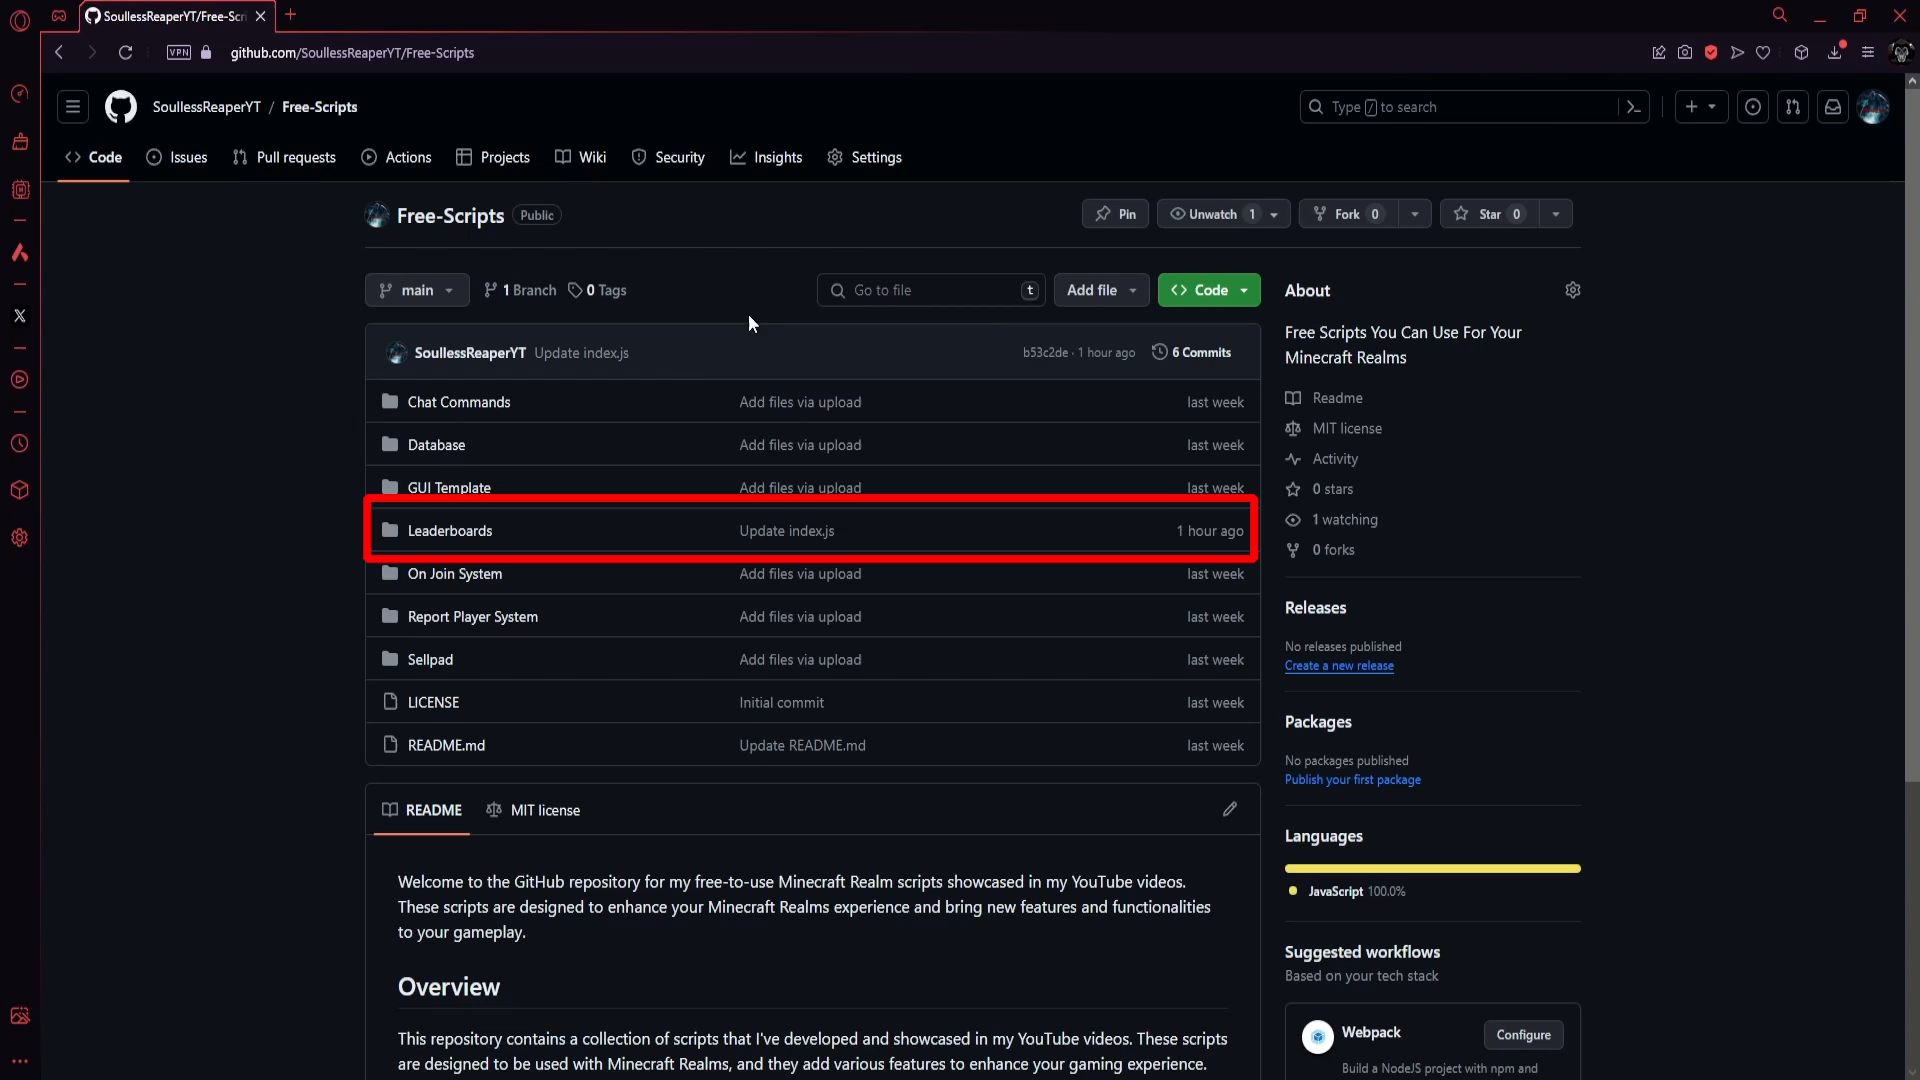 SoullessReaperYT/Free-Scri
VPN github.com/SoullessReaperYT/Free-Scripts
SoullessReaperYT / Free-Scripts
Type / to search
Code Issues Pull requests Actions Projects Wiki Security Insights Settings
Free-Scripts Public
Pin Unwatch 1 Fork 0 Star 0
main 1 Branch 0 Tags Go to file t Add file Code
SoullessReaperYT Update index.js b53c2de · 1 hour ago 6 Commits
Chat Commands Add files via upload last week
Database Add files via upload last week
GUI Template Add files via upload last week
Leaderboards Update index.js 1 hour ago
On Join System Add files via upload last week
Report Player System Add files via upload last week
Sellpad Add files via upload last week
LICENSE Initial commit last week
README.md Update README.md last week
README MIT license
Welcome to the GitHub repository for my free-to-use Minecraft Realm scripts showcased in my YouTube videos.
These scripts are designed to enhance your Minecraft Realms experience and bring new features and functionalities
to your gameplay.
Overview
This repository contains a collection of scripts that I've developed and showcased in my YouTube videos. These scripts
are designed to be used with Minecraft Realms, and they add various features to enhance your gaming experience.
About
Free Scripts You Can Use For Your
Minecraft Realms
Readme
MIT license
Activity
0 stars
1 watching
0 forks
Releases
No releases published
Create a new release
Packages
No packages published
Publish your first package
Languages
JavaScript 100.0%
Suggested workflows
Based on your tech stack
Webpack Configure
Build a NodeJS project with npm and